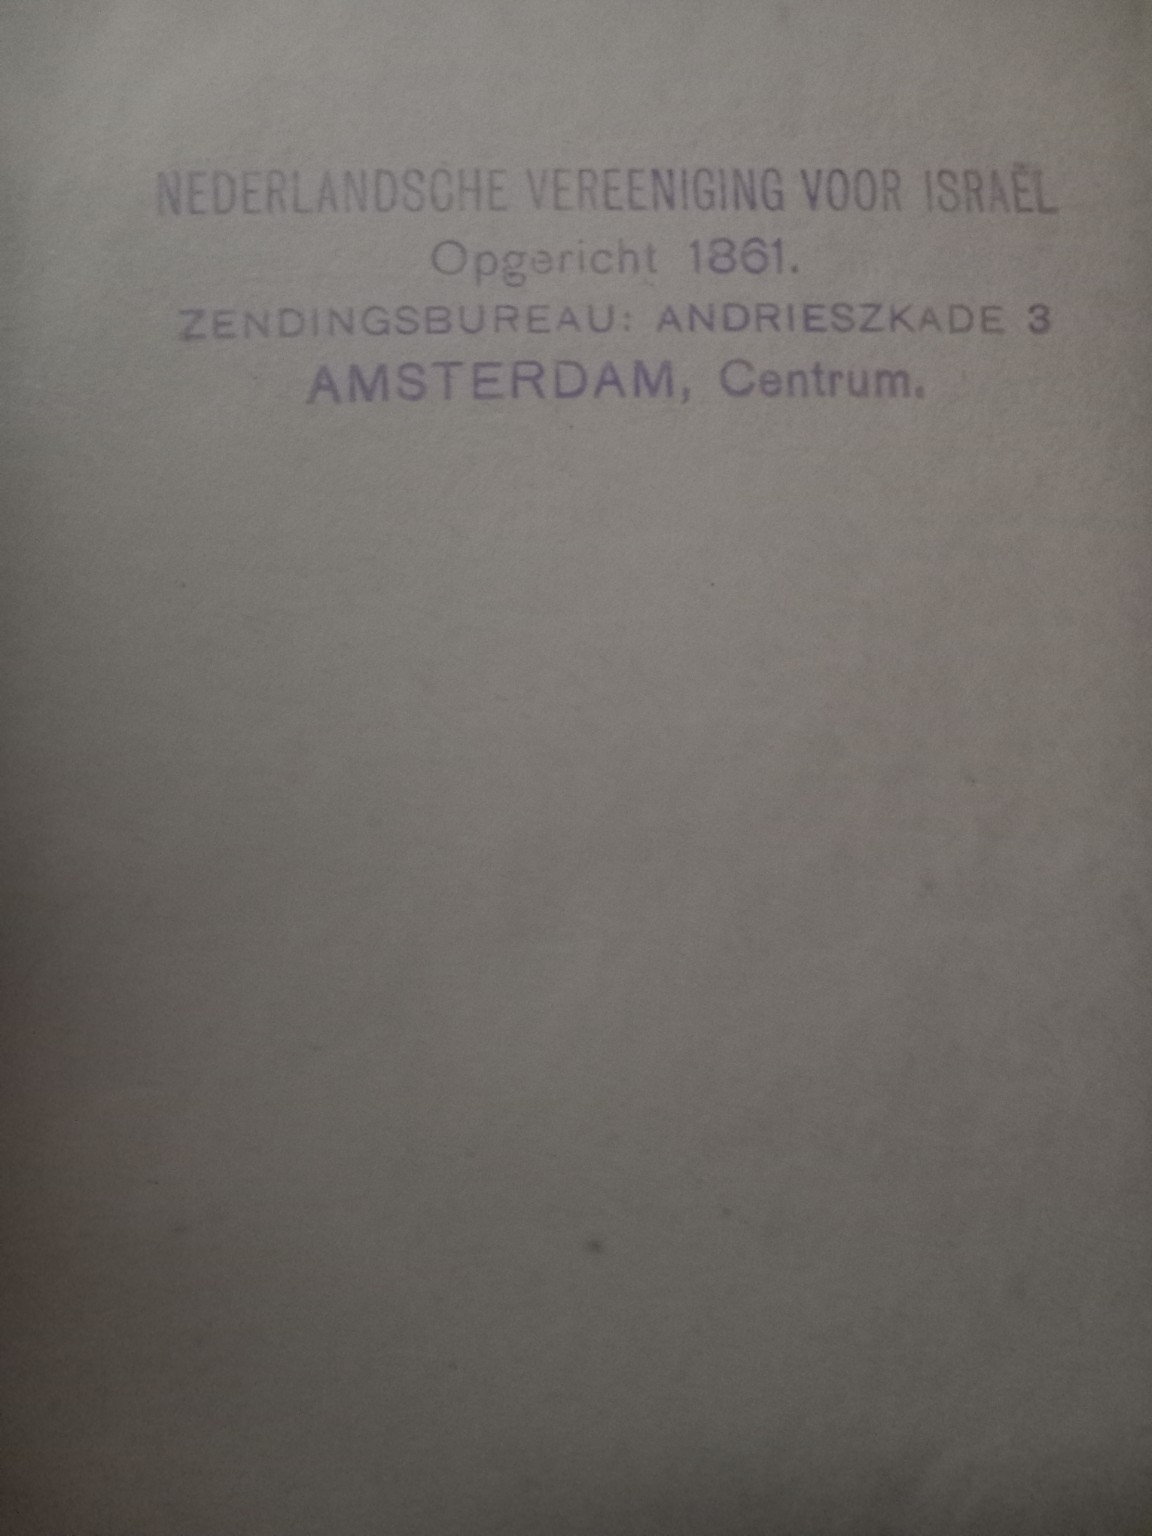 NEDERLANDSCHE VEREENIGING VOOR ISRAËL
Opgericht 1861.
ZENDINGSBUREAU: ANDRIESZKADE 3
AMSTERDAM, Centrum.